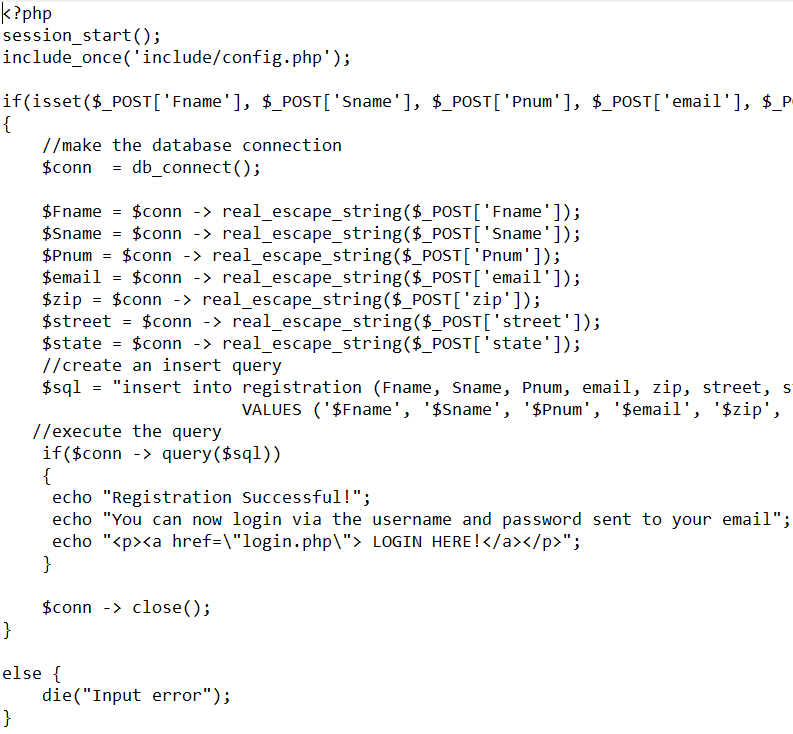 <?php
session_start();
include_once('include/config.php');

if(isset($_POST['Fname'], $_POST['Sname'], $_POST['Pnum'], $_POST['email'], $_P
{
    //make the database connection
    $conn  = db_connect();

    $Fname = $conn -> real_escape_string($_POST['Fname']);
    $Sname = $conn -> real_escape_string($_POST['Sname']);
    $Pnum = $conn -> real_escape_string($_POST['Pnum']);
    $email = $conn -> real_escape_string($_POST['email']);
    $zip = $conn -> real_escape_string($_POST['zip']);
    $street = $conn -> real_escape_string($_POST['street']);
    $state = $conn -> real_escape_string($_POST['state']);
    //create an insert query
    $sql = "insert into registration (Fname, Sname, Pnum, email, zip, street, s
                        VALUES ('$Fname', '$Sname', '$Pnum', '$email', '$zip',
   //execute the query
    if($conn -> query($sql))
    {
     echo "Registration Successful!";
     echo "You can now login via the username and password sent to your email";
     echo "<p><a href=\"login.php\"> LOGIN HERE!</a></p>";
    }

    $conn -> close();
}

else {
    die("Input error");
}